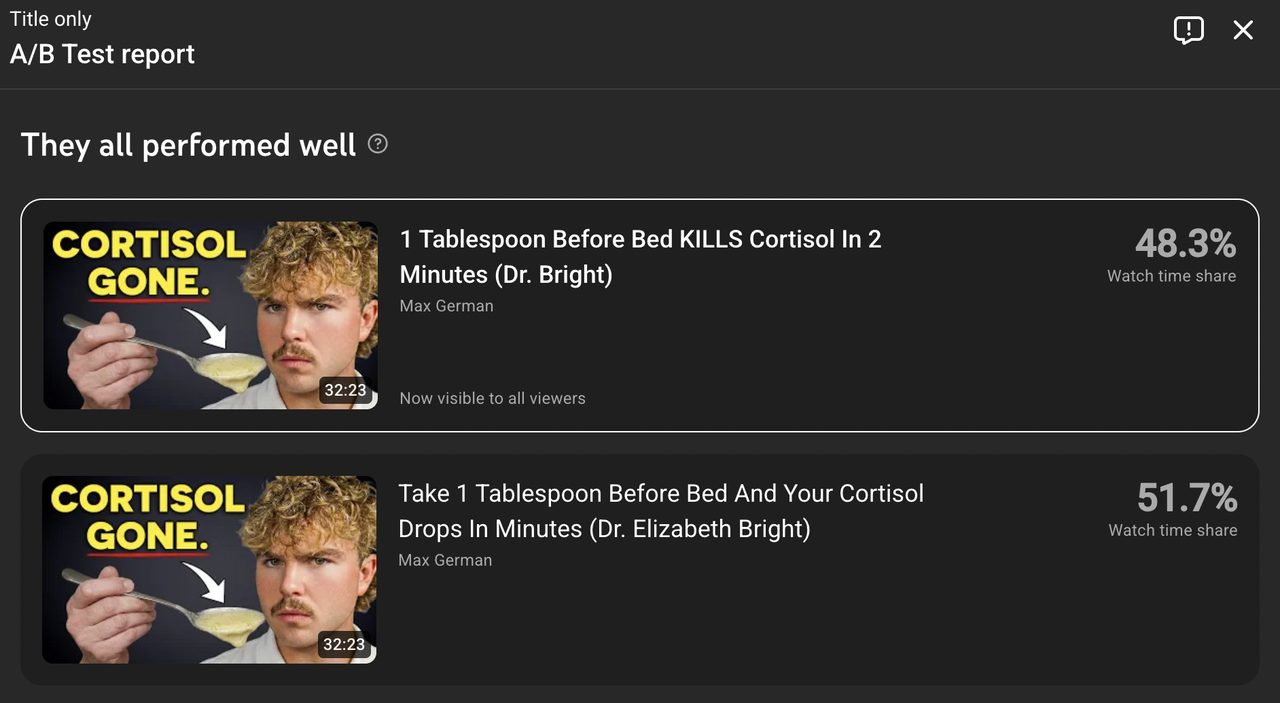 Title only
A/B Test report
They all performed well
CORTISOL
GONE.
32:23
1 Tablespoon Before Bed KILLS Cortisol In 2
Minutes (Dr. Bright)
Max German
Now visible to all viewers
48.3%
Watch time share
CORTISOL
GONE.
32:23
Take 1 Tablespoon Before Bed And Your Cortisol
Drops In Minutes (Dr. Elizabeth Bright)
Max German
51.7%
Watch time share